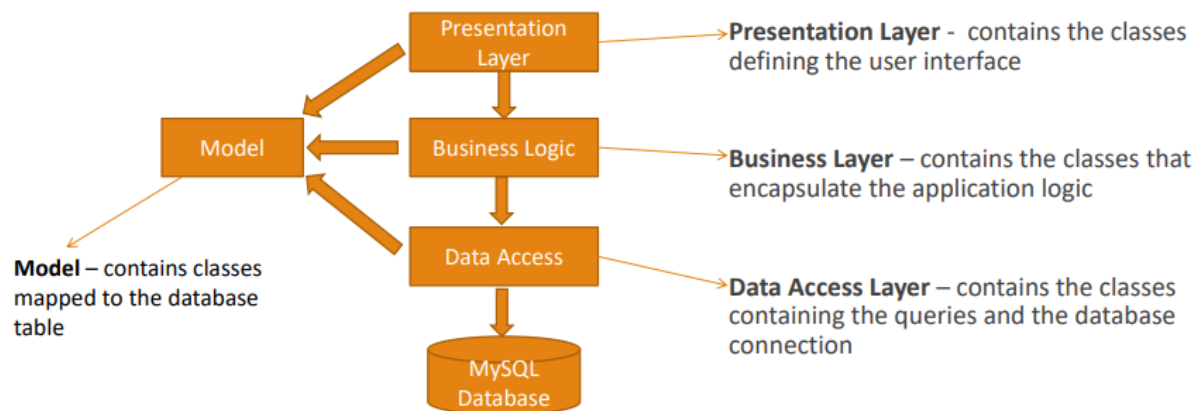 Presentation
Layer
Presentation Layer - contains the classes
defining the user interface
Model
Business Logic
Business Layer – contains the classes that
encapsulate the application logic
Data Access
Model – contains classes
mapped to the database
table
Data Access Layer – contains the classes
containing the queries and the database
connection
MySQL
Database